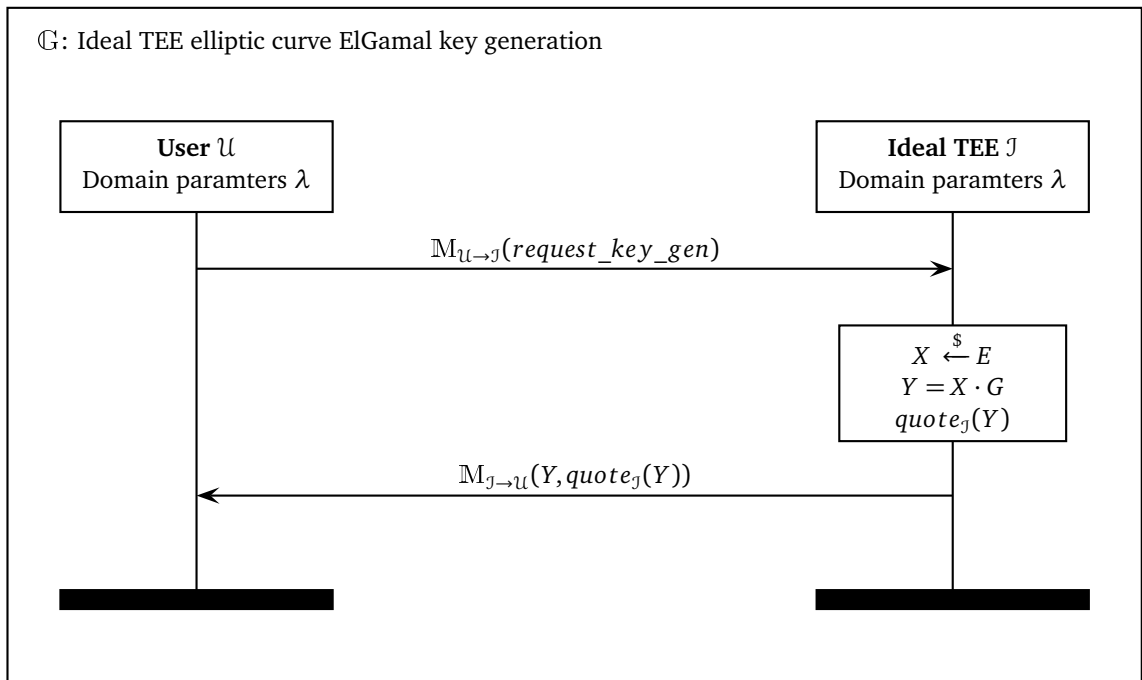 𝔾: Ideal TEE elliptic curve ElGamal key generation
User 𝒰
Domain paramters λ
Ideal TEE ℐ
Domain paramters λ
𝕄𝒰→ℐ(request_key_gen)
X ←$ E
Y = X · G
quoteℐ(Y)
𝕄ℐ→𝒰(Y, quoteℐ(Y))